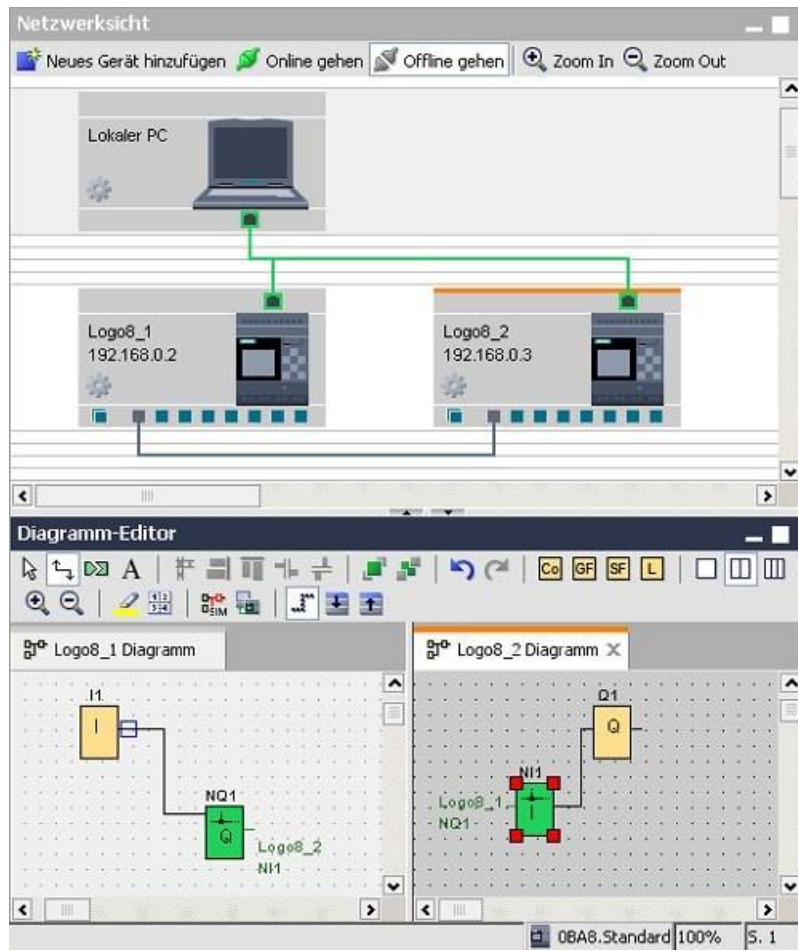 Netzwerksicht
Neues Gerät hinzufügen Online gehen Offline gehen Zoom In Zoom Out
Lokaler PC
Logo8_1
192.168.0.2
Logo8_2
192.168.0.3
Diagramm-Editor
A Co GF SF L
SIM
Logo8_1 Diagramm
Logo8_2 Diagramm
I1
I
NQ1
Q
Logo8_2
NI1
Q1
Q
NI1
I
Logo8_1
NQ1
0BA8.Standard 100% S. 1